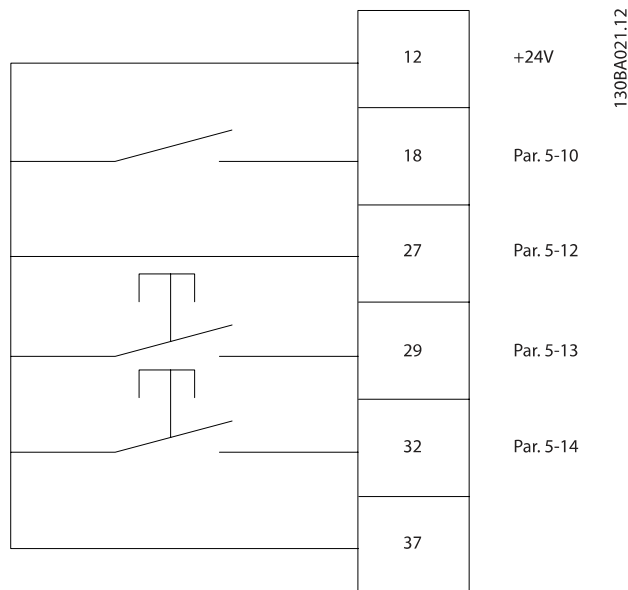 12 +24V
18 Par. 5-10
27 Par. 5-12
29 Par. 5-13
32 Par. 5-14
37
130BA021.12